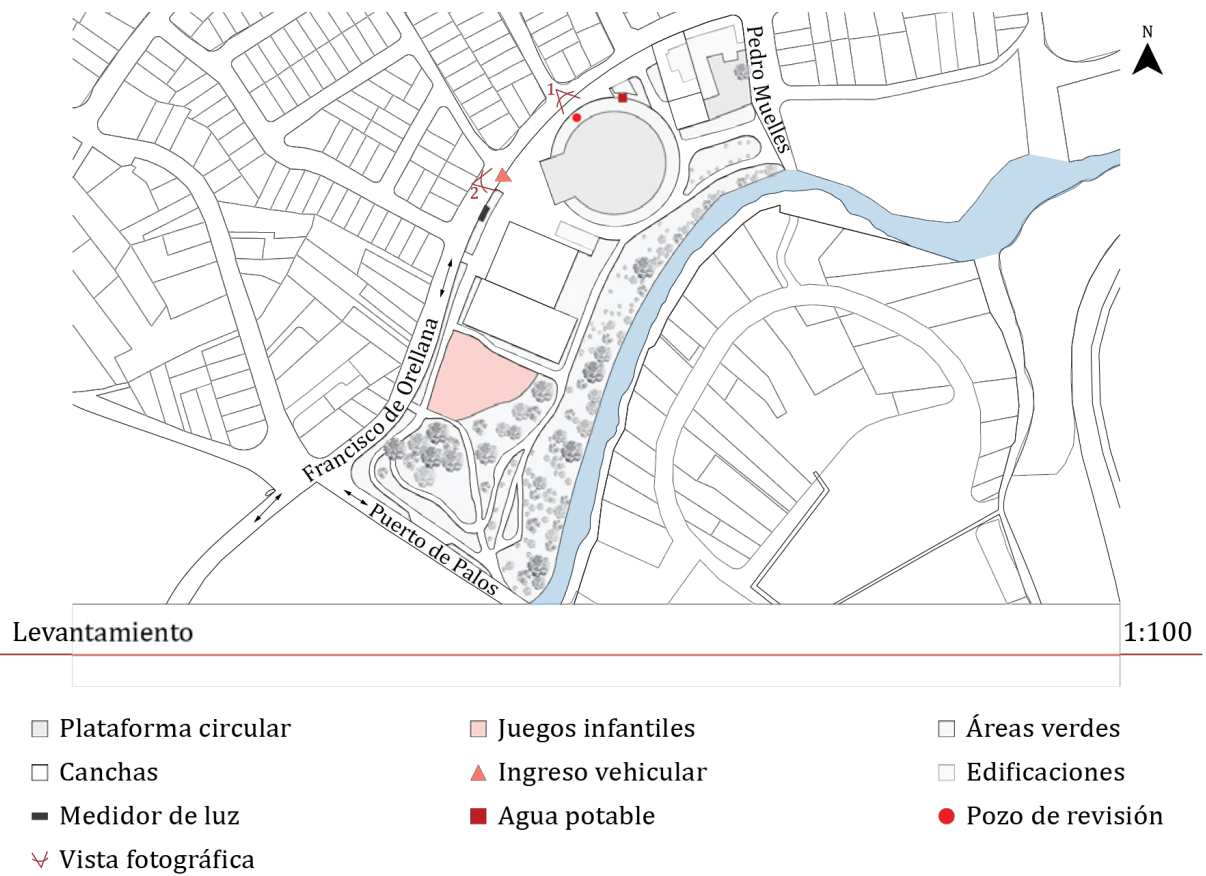 N
Pedro Muelles
1
2
Francisco de Orellana
Puerto de Palos
Levantamiento 1:100
Plataforma circular
Juegos infantiles
Áreas verdes
Canchas
Ingreso vehicular
Edificaciones
Medidor de luz
Agua potable
Pozo de revisión
Vista fotográfica